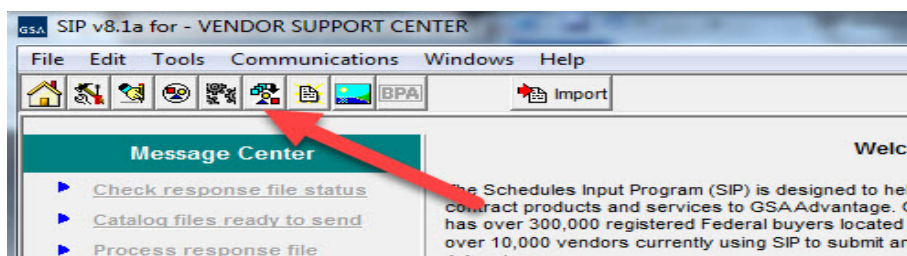 GSA SIP v8.1a for - VENDOR SUPPORT CENTER
File Edit Tools Communications Windows Help
BPA Import
Message Center
Welc
Check response file status
The Schedules Input Program (SIP) is designed to hel
contract products and services to GSAAdvantage.
Catalog files ready to send
has over 300,000 registered Federal buyers located
Process response file
over 10,000 vendors currently using SIP to submit an